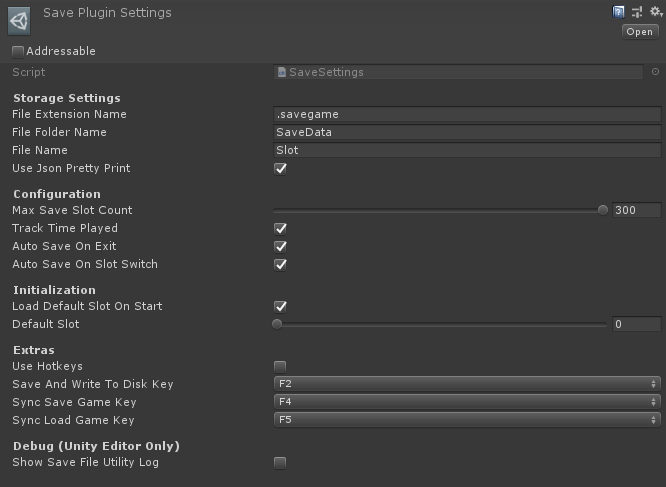 Save Plugin Settings
Open
Addressable
Script SaveSettings
Storage Settings
File Extension Name .savegame
File Folder Name SaveData
File Name Slot
Use Json Pretty Print
Configuration
Max Save Slot Count 300
Track Time Played
Auto Save On Exit
Auto Save On Slot Switch
Initialization
Load Default Slot On Start
Default Slot 0
Extras
Use Hotkeys
Save And Write To Disk Key F2
Sync Save Game Key F4
Sync Load Game Key F5
Debug (Unity Editor Only)
Show Save File Utility Log